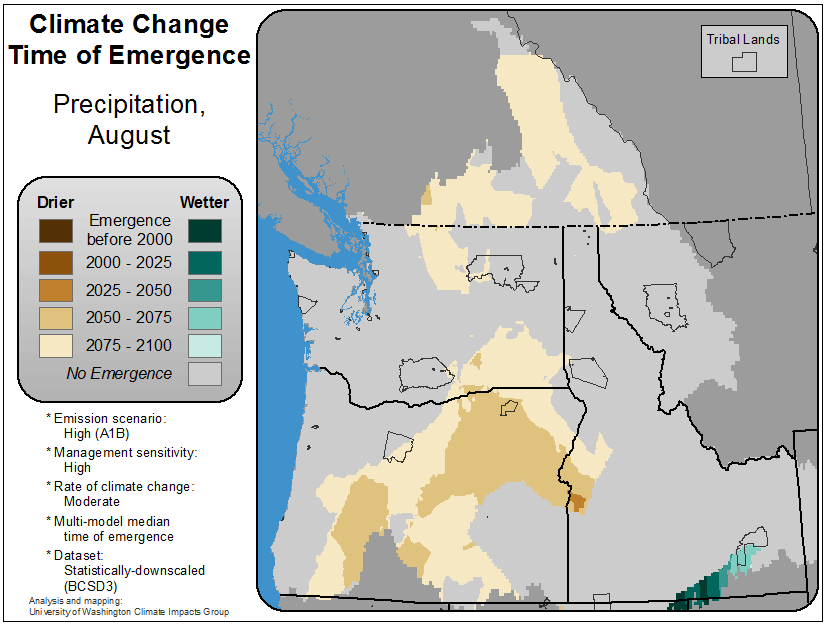 Climate Change
Time of Emergence
Precipitation,
August
Drier
Wetter
Emergence
before 2000
2000 - 2025
2025 - 2050
2050 - 2075
2075 - 2100
No Emergence
* Emission scenario:
High (A1B)
* Management sensitivity:
High
* Rate of climate change:
Moderate
* Multi-model median
time of emergence
* Dataset:
Statistically-downscaled
(BCSD3)
Analysis and mapping:
University of Washington Climate Impacts Group
Tribal Lands